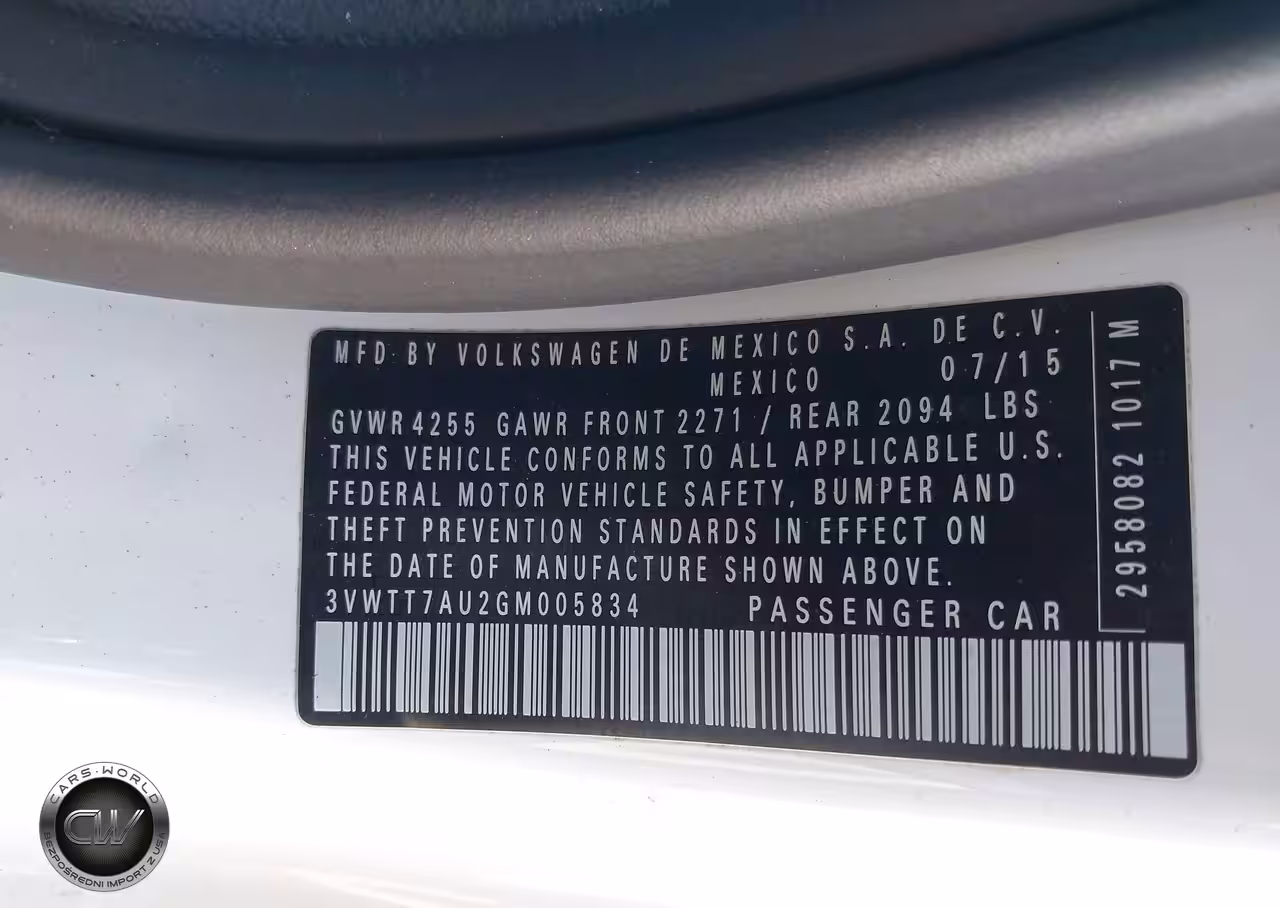 MFD BY VOLKSWAGEN DE MEXICO S.A. DE C.V.
MEXICO 07/15
GVWR 4255 GAWR FRONT 2271 / REAR 2094 LBS
THIS VEHICLE CONFORMS TO ALL APPLICABLE U.S.
FEDERAL MOTOR VEHICLE SAFETY, BUMPER AND
THEFT PREVENTION STANDARDS IN EFFECT ON
THE DATE OF MANUFACTURE SHOWN ABOVE.
3VWTT7AU2GM005834 PASSENGER CAR
2958082 1017 M
CARS·WORLD
CW
BEZPOŚREDNI IMPORT Z USA